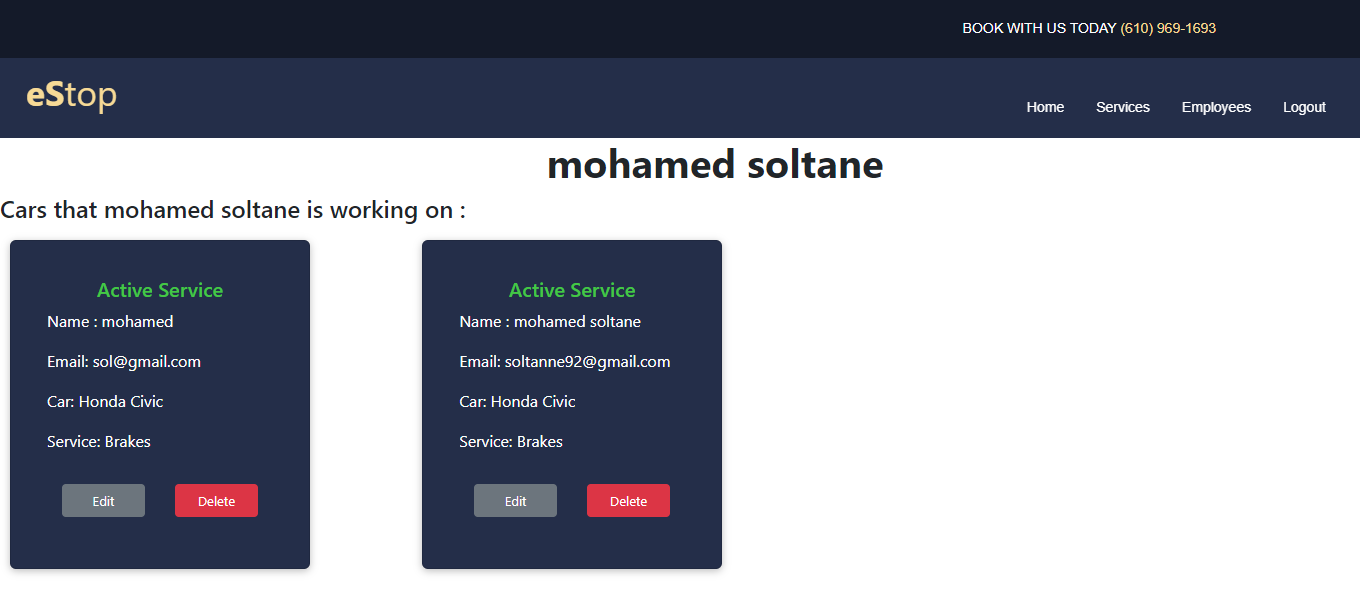 BOOK WITH US TODAY (610) 969-1693
eStop
Home Services Employees Logout
mohamed soltane
Cars that mohamed soltane is working on :
Active Service
Name : mohamed
Email: sol@gmail.com
Car: Honda Civic
Service: Brakes
Edit Delete
Active Service
Name : mohamed soltane
Email: soltanne92@gmail.com
Car: Honda Civic
Service: Brakes
Edit Delete